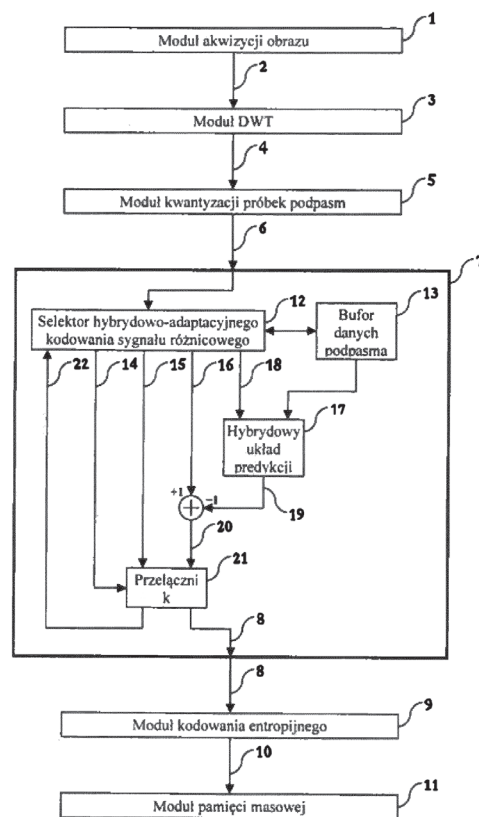 Moduł akwizycji obrazu
1
2
Moduł DWT
3
4
Moduł kwantyzacji próbek podpasm
5
6
7
Selektor hybrydowo-adaptacyjnego
kodowania sygnału różnicowego
12
Bufor
danych
podpasma
13
22
14
15
16
18
17
Hybrydowy
układ
predykcji
+1
-1
19
20
21
Przełączni
k
8
8
Moduł kodowania entropijnego
9
10
Moduł pamięci masowej
11